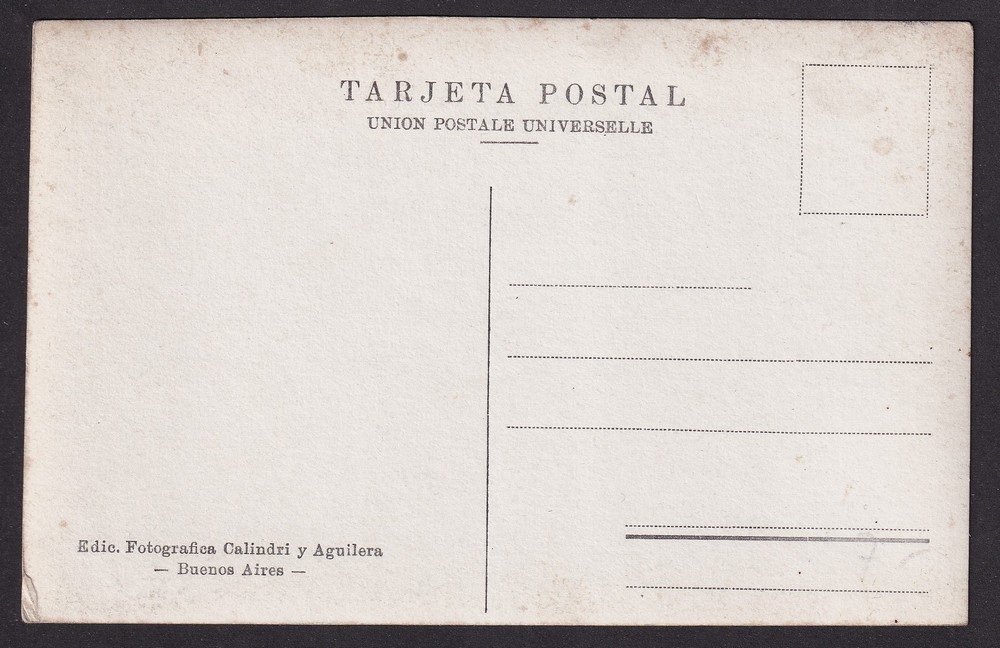 TARJETA POSTAL
UNION POSTALE UNIVERSELLE
Edic. Fotografica Calindri y Aguilera
— Buenos Aires —